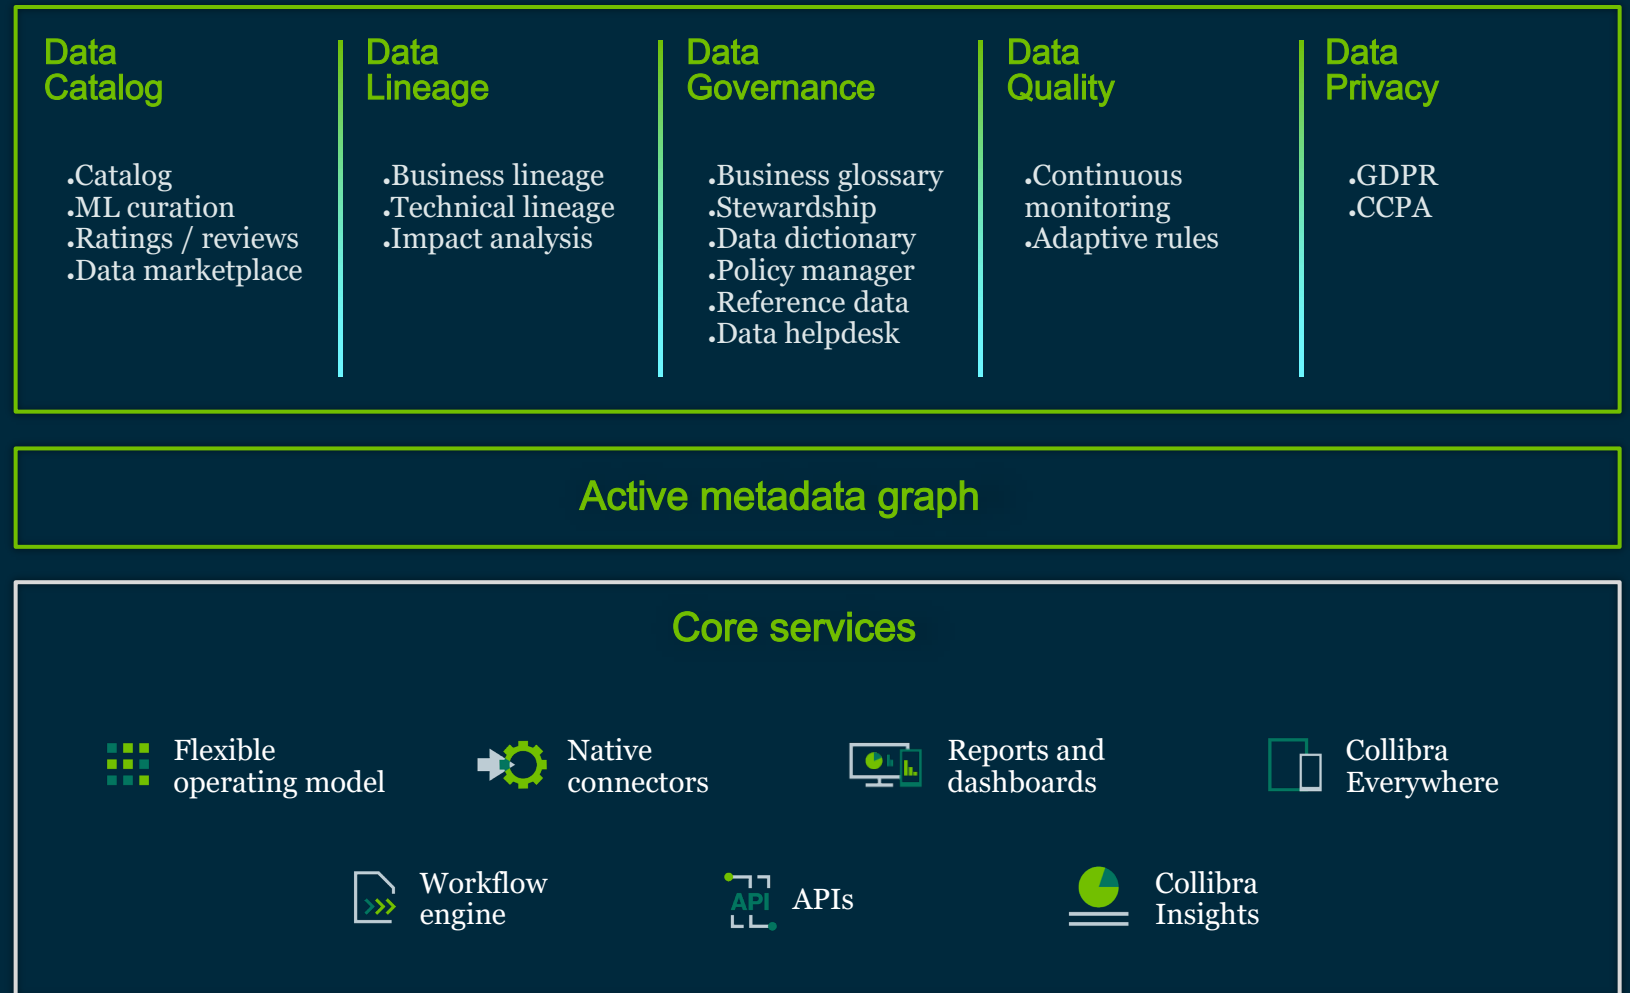 Data
Catalog
.Catalog
.ML curation
.Ratings / reviews
.Data marketplace
Data
Lineage
.Business lineage
.Technical lineage
.Impact analysis
Data
Governance
.Business glossary
.Stewardship
.Data dictionary
.Policy manager
.Reference data
.Data helpdesk
Data
Quality
.Continuous
monitoring
.Adaptive rules
Data
Privacy
.GDPR
.CCPA
Active metadata graph
Core services
Flexible
operating model
Native
connectors
Reports and
dashboards
Collibra
Everywhere
Workflow
engine
API
APIs
Collibra
Insights